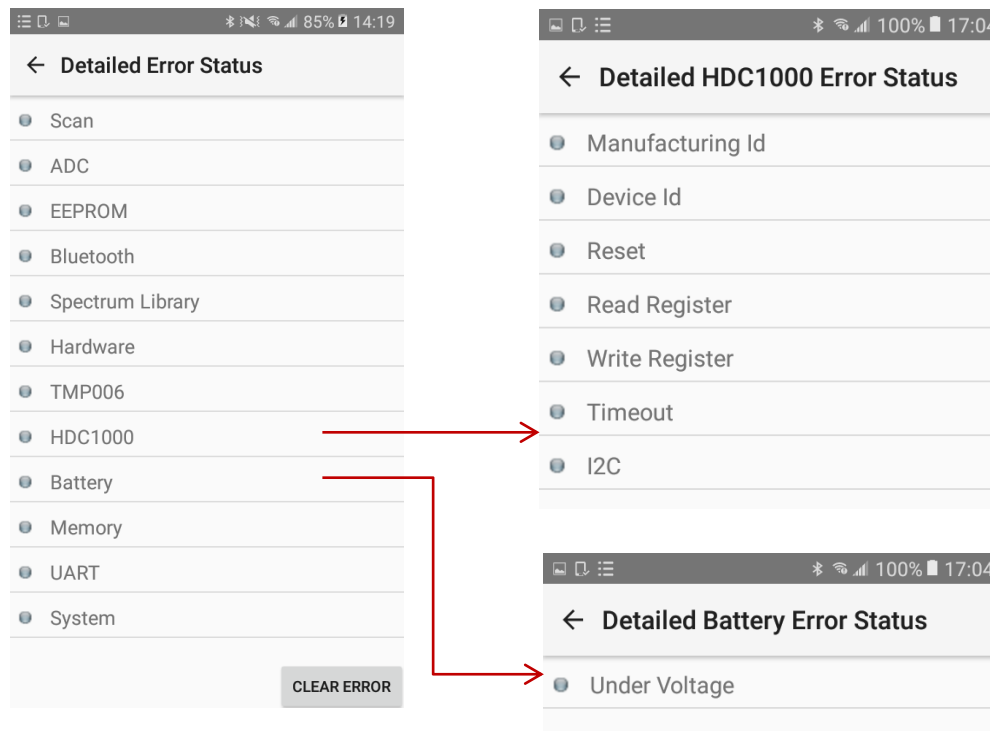 85% 14:19
Detailed Error Status
Scan
ADC
EEPROM
Bluetooth
Spectrum Library
Hardware
TMP006
HDC1000
Battery
Memory
UART
System
CLEAR ERROR
100% 17:04
Detailed HDC1000 Error Status
Manufacturing Id
Device Id
Reset
Read Register
Write Register
Timeout
I2C
100% 17:04
Detailed Battery Error Status
Under Voltage